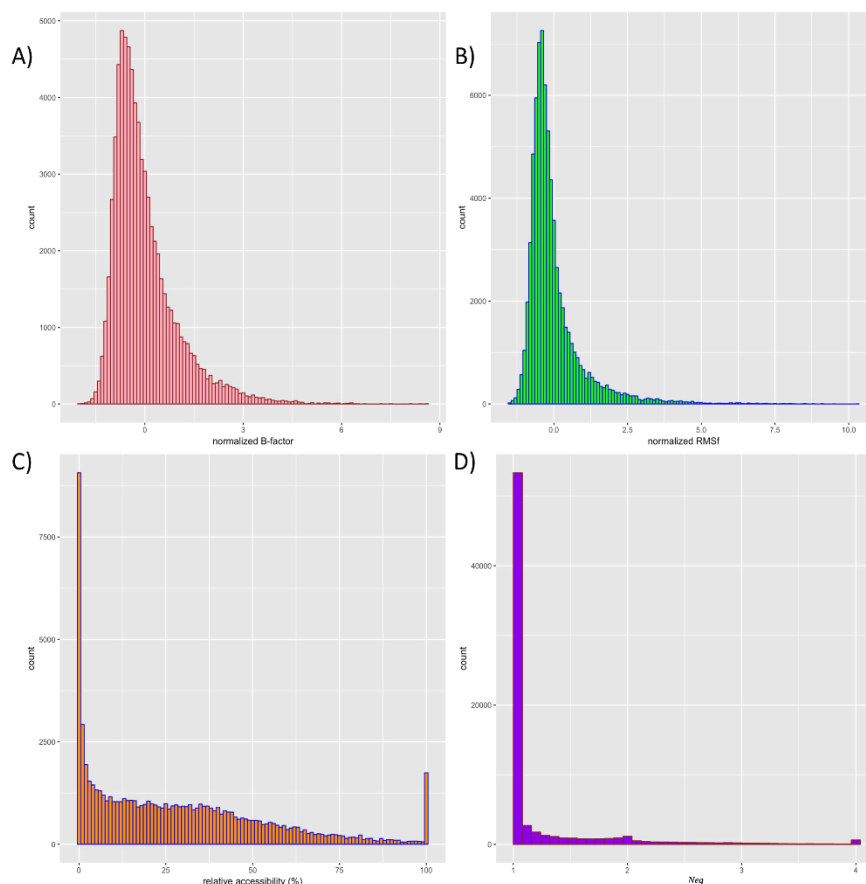 A)
5000
4000
3000
2000
1000
0
count
0 3 6 9
normalized B-factor
B)
6000
4000
2000
0
count
0.0 2.5 5.0 7.5 10.0
normalized RMSf
C)
7500
5000
2500
0
count
0 25 50 75 100
relative accessibility (%)
D)
40000
20000
0
count
1 2 3 4
Neq